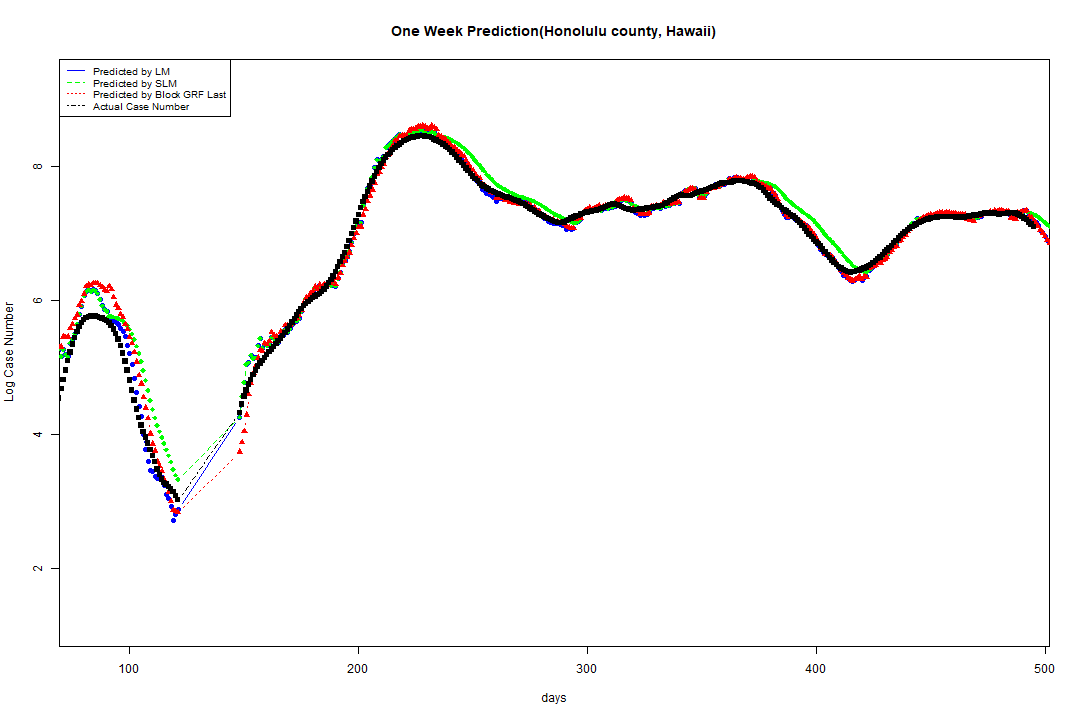 One Week Prediction(Honolulu county, Hawaii)
Predicted by LM
Predicted by SLM
Predicted by Block GRF Last
Actual Case Number
8
6
4
2
Log Case Number
100 200 300 400 500
days